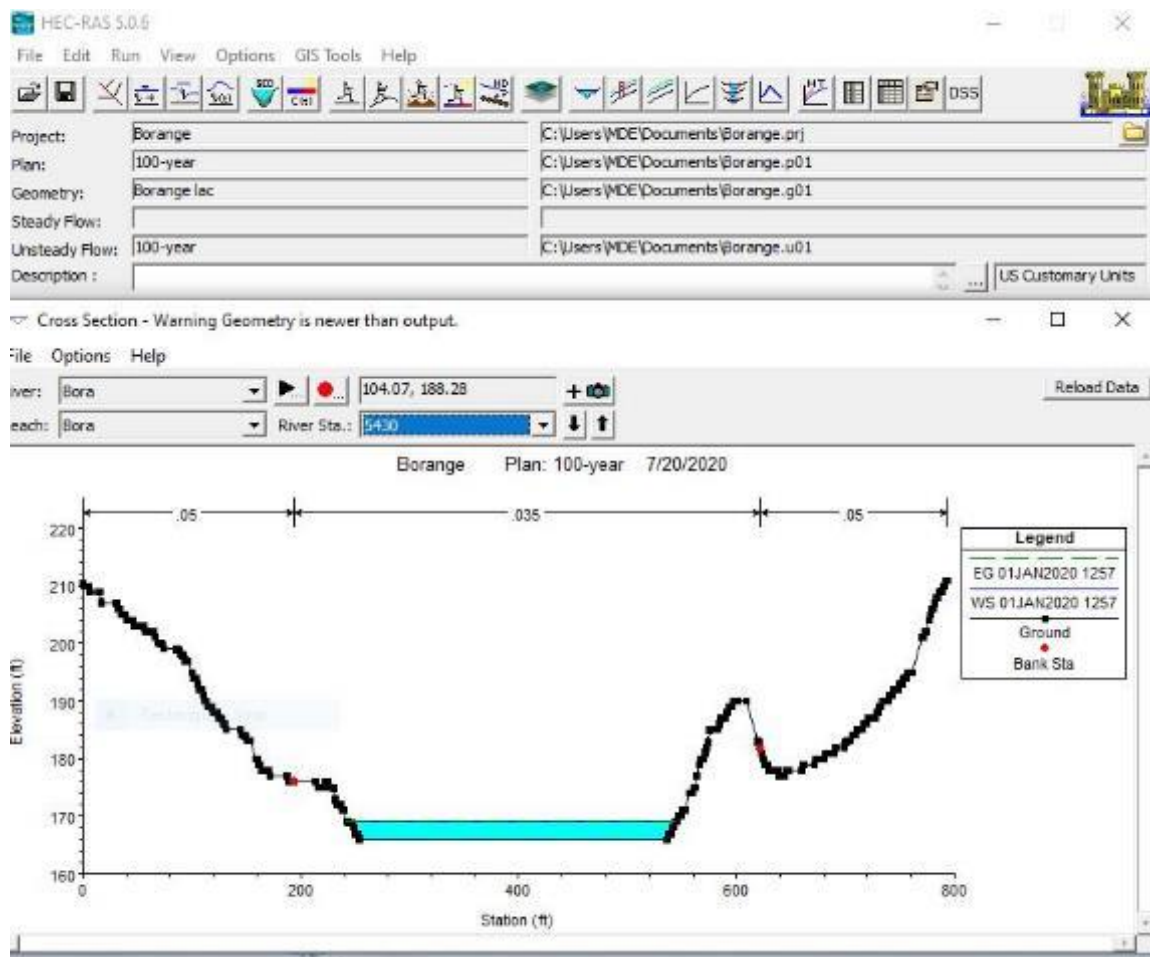 HEC-RAS 5.0.6
File Edit Run View Options GIS Tools Help
DSS
Project: Borange C:\Users\MDE\Documents\Borange.prj
Plan: 100-year C:\Users\MDE\Documents\Borange.p01
Geometry: Borange lac C:\Users\MDE\Documents\Borange.g01
Steady Flow:
Unsteady Flow: 100-year C:\Users\MDE\Documents\Borange.u01
Description : ... US Customary Units
Cross Section - Warning Geometry is newer than output.
File Options Help
iver: Bora 104.07, 188.28 Reload Data
each: Bora River Sta.: 5430
Borange Plan: 100-year 7/20/2020
.05 .035 .05
Legend
EG 01JAN2020 1257
WS 01JAN2020 1257
Ground
Bank Sta
220
210
200
190
180
170
160
Elevation (ft)
0 200 400 600 800
Station (ft)